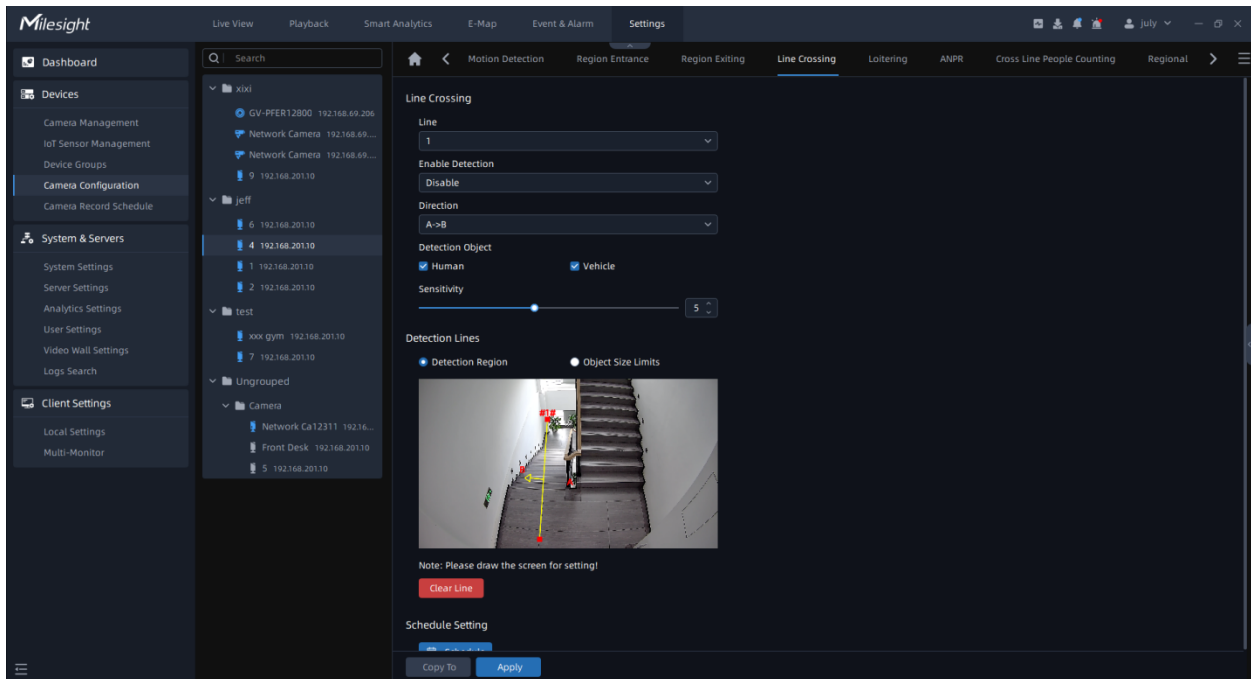 Milesight
Live View
Playback
Smart Analytics
E-Map
Event & Alarm
Settings
july
Dashboard
Devices
Camera Management
IoT Sensor Management
Device Groups
Camera Configuration
Camera Record Schedule
System & Servers
System Settings
Server Settings
Analytics Settings
User Settings
Video Wall Settings
Logs Search
Client Settings
Local Settings
Multi-Monitor
Search
xixi
GV-PFER12800 192.168.69.206
Network Camera 192.168.69....
Network Camera 192.168.69....
9 192.168.201.10
jeff
6 192.168.201.10
4 192.168.201.10
1 192.168.201.10
2 192.168.201.10
test
xxx gym 192.168.201.10
7 192.168.201.10
Ungrouped
Camera
Network Ca12311 192.16...
Front Desk 192.168.201.10
5 192.168.201.10
Motion Detection
Region Entrance
Region Exiting
Line Crossing
Loitering
ANPR
Cross Line People Counting
Regional
Line Crossing
Line
1
Enable Detection
Disable
Direction
A->B
Detection Object
Human
Vehicle
Sensitivity
5
Detection Lines
Detection Region
Object Size Limits
#1#
B
A
Note: Please draw the screen for setting!
Clear Line
Schedule Setting
Schedule
Copy To
Apply